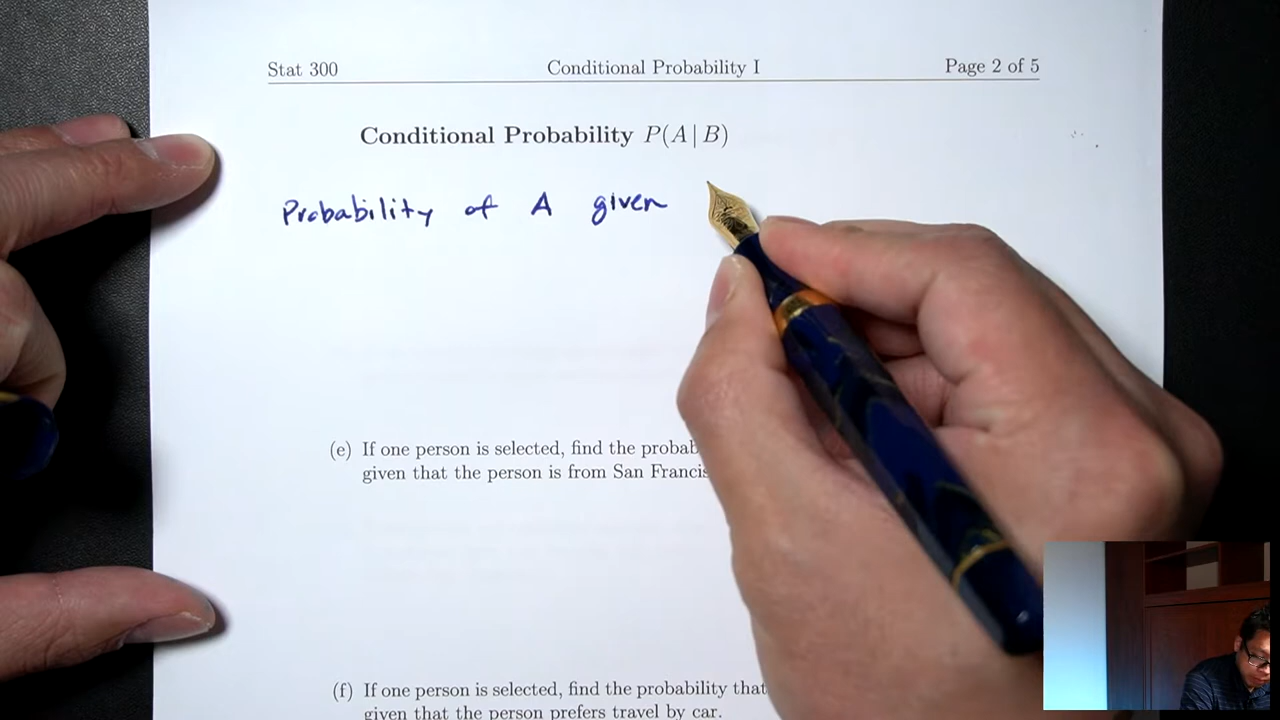 Stat 300 Conditional Probability I Page 2 of 5
Conditional Probability P(A | B)
Probability of A given
(e) If one person is selected, find the
given that the person is from San
(f) If one person is selected, find the probability that
given that the person prefers travel by car.